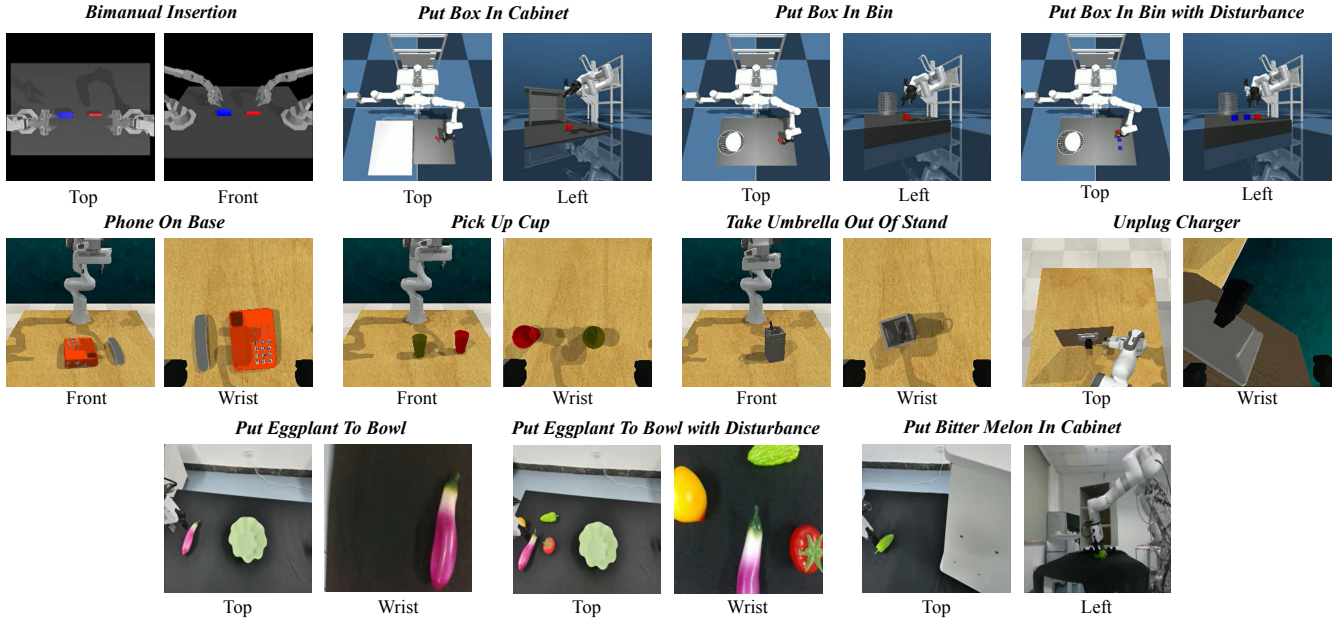 Bimanual Insertion
Put Box In Cabinet
Put Box In Bin
Put Box In Bin with Disturbance
Top
Front
Top
Left
Top
Left
Top
Left
Phone On Base
Pick Up Cup
Take Umbrella Out Of Stand
Unplug Charger
Front
Wrist
Front
Wrist
Front
Wrist
Top
Wrist
Put Eggplant To Bowl
Put Eggplant To Bowl with Disturbance
Put Bitter Melon In Cabinet
Top
Wrist
Top
Wrist
Top
Left